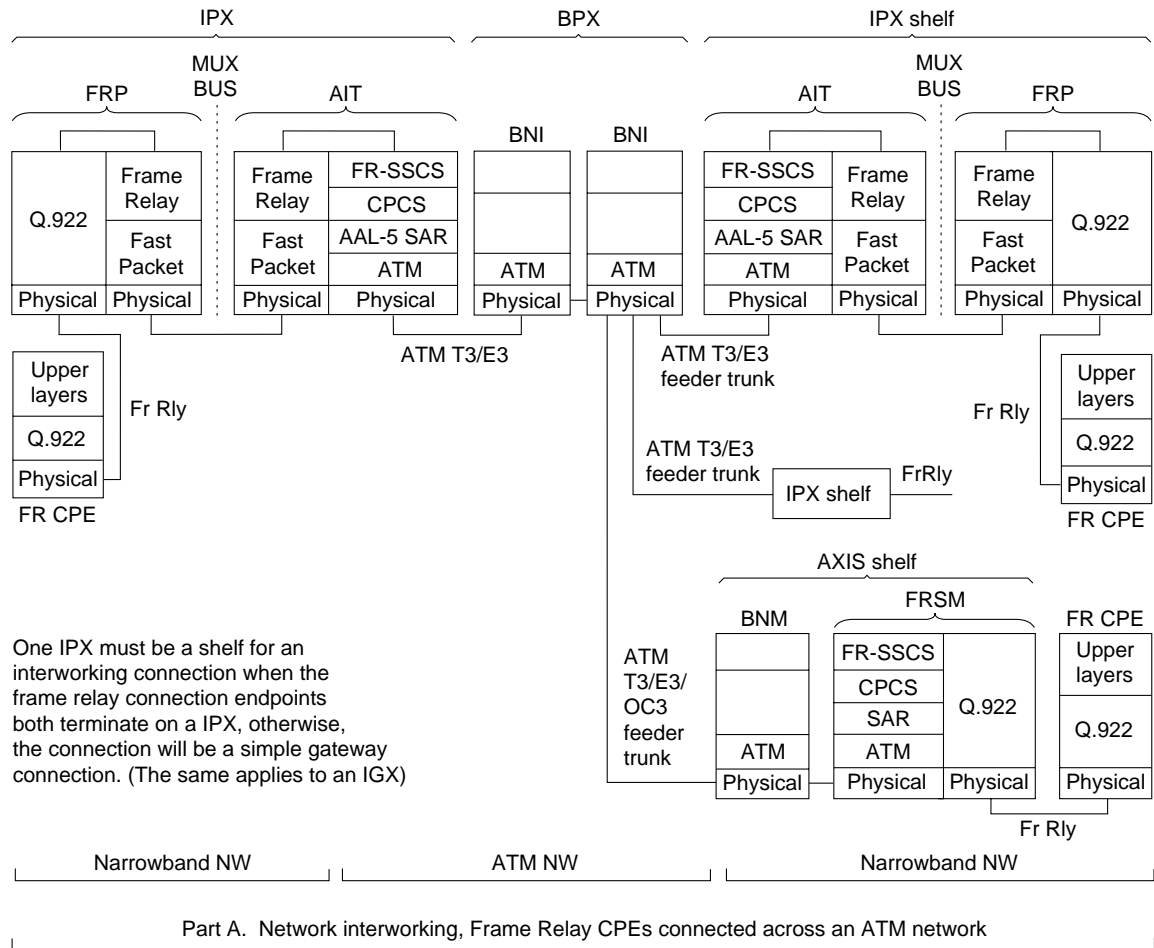 IPX BPX IPX shelf
MUX
BUS
MUX
BUS
FRP AIT AIT FRP
BNI BNI
Q.922
Frame
Relay
Fast
Packet
Physical Physical
Frame
Relay
Fast
Packet
Physical
FR-SSCS
CPCS
AAL-5 SAR
ATM
Physical
ATM
Physical
ATM
Physical
FR-SSCS
CPCS
AAL-5 SAR
ATM
Physical
Frame
Relay
Fast
Packet
Physical
Frame
Relay
Fast
Packet
Physical
Q.922
Physical
ATM T3/E3
ATM T3/E3
feeder trunk
Upper
layers
Q.922
Physical
FR CPE
Fr Rly
Fr Rly
Upper
layers
Q.922
Physical
FR CPE
ATM T3/E3
feeder trunk
IPX shelf
FrRly
AXIS shelf
BNM
FRSM
FR CPE
ATM
T3/E3/
OC3
feeder
trunk
ATM
Physical
FR-SSCS
CPCS
SAR
ATM
Physical
Q.922
Physical
Upper
layers
Q.922
Physical
Fr Rly
One IPX must be a shelf for an
interworking connection when the
frame relay connection endpoints
both terminate on a IPX, otherwise,
the connection will be a simple gateway
connection. (The same applies to an IGX)
Narrowband NW ATM NW Narrowband NW
Part A. Network interworking, Frame Relay CPEs connected across an ATM network